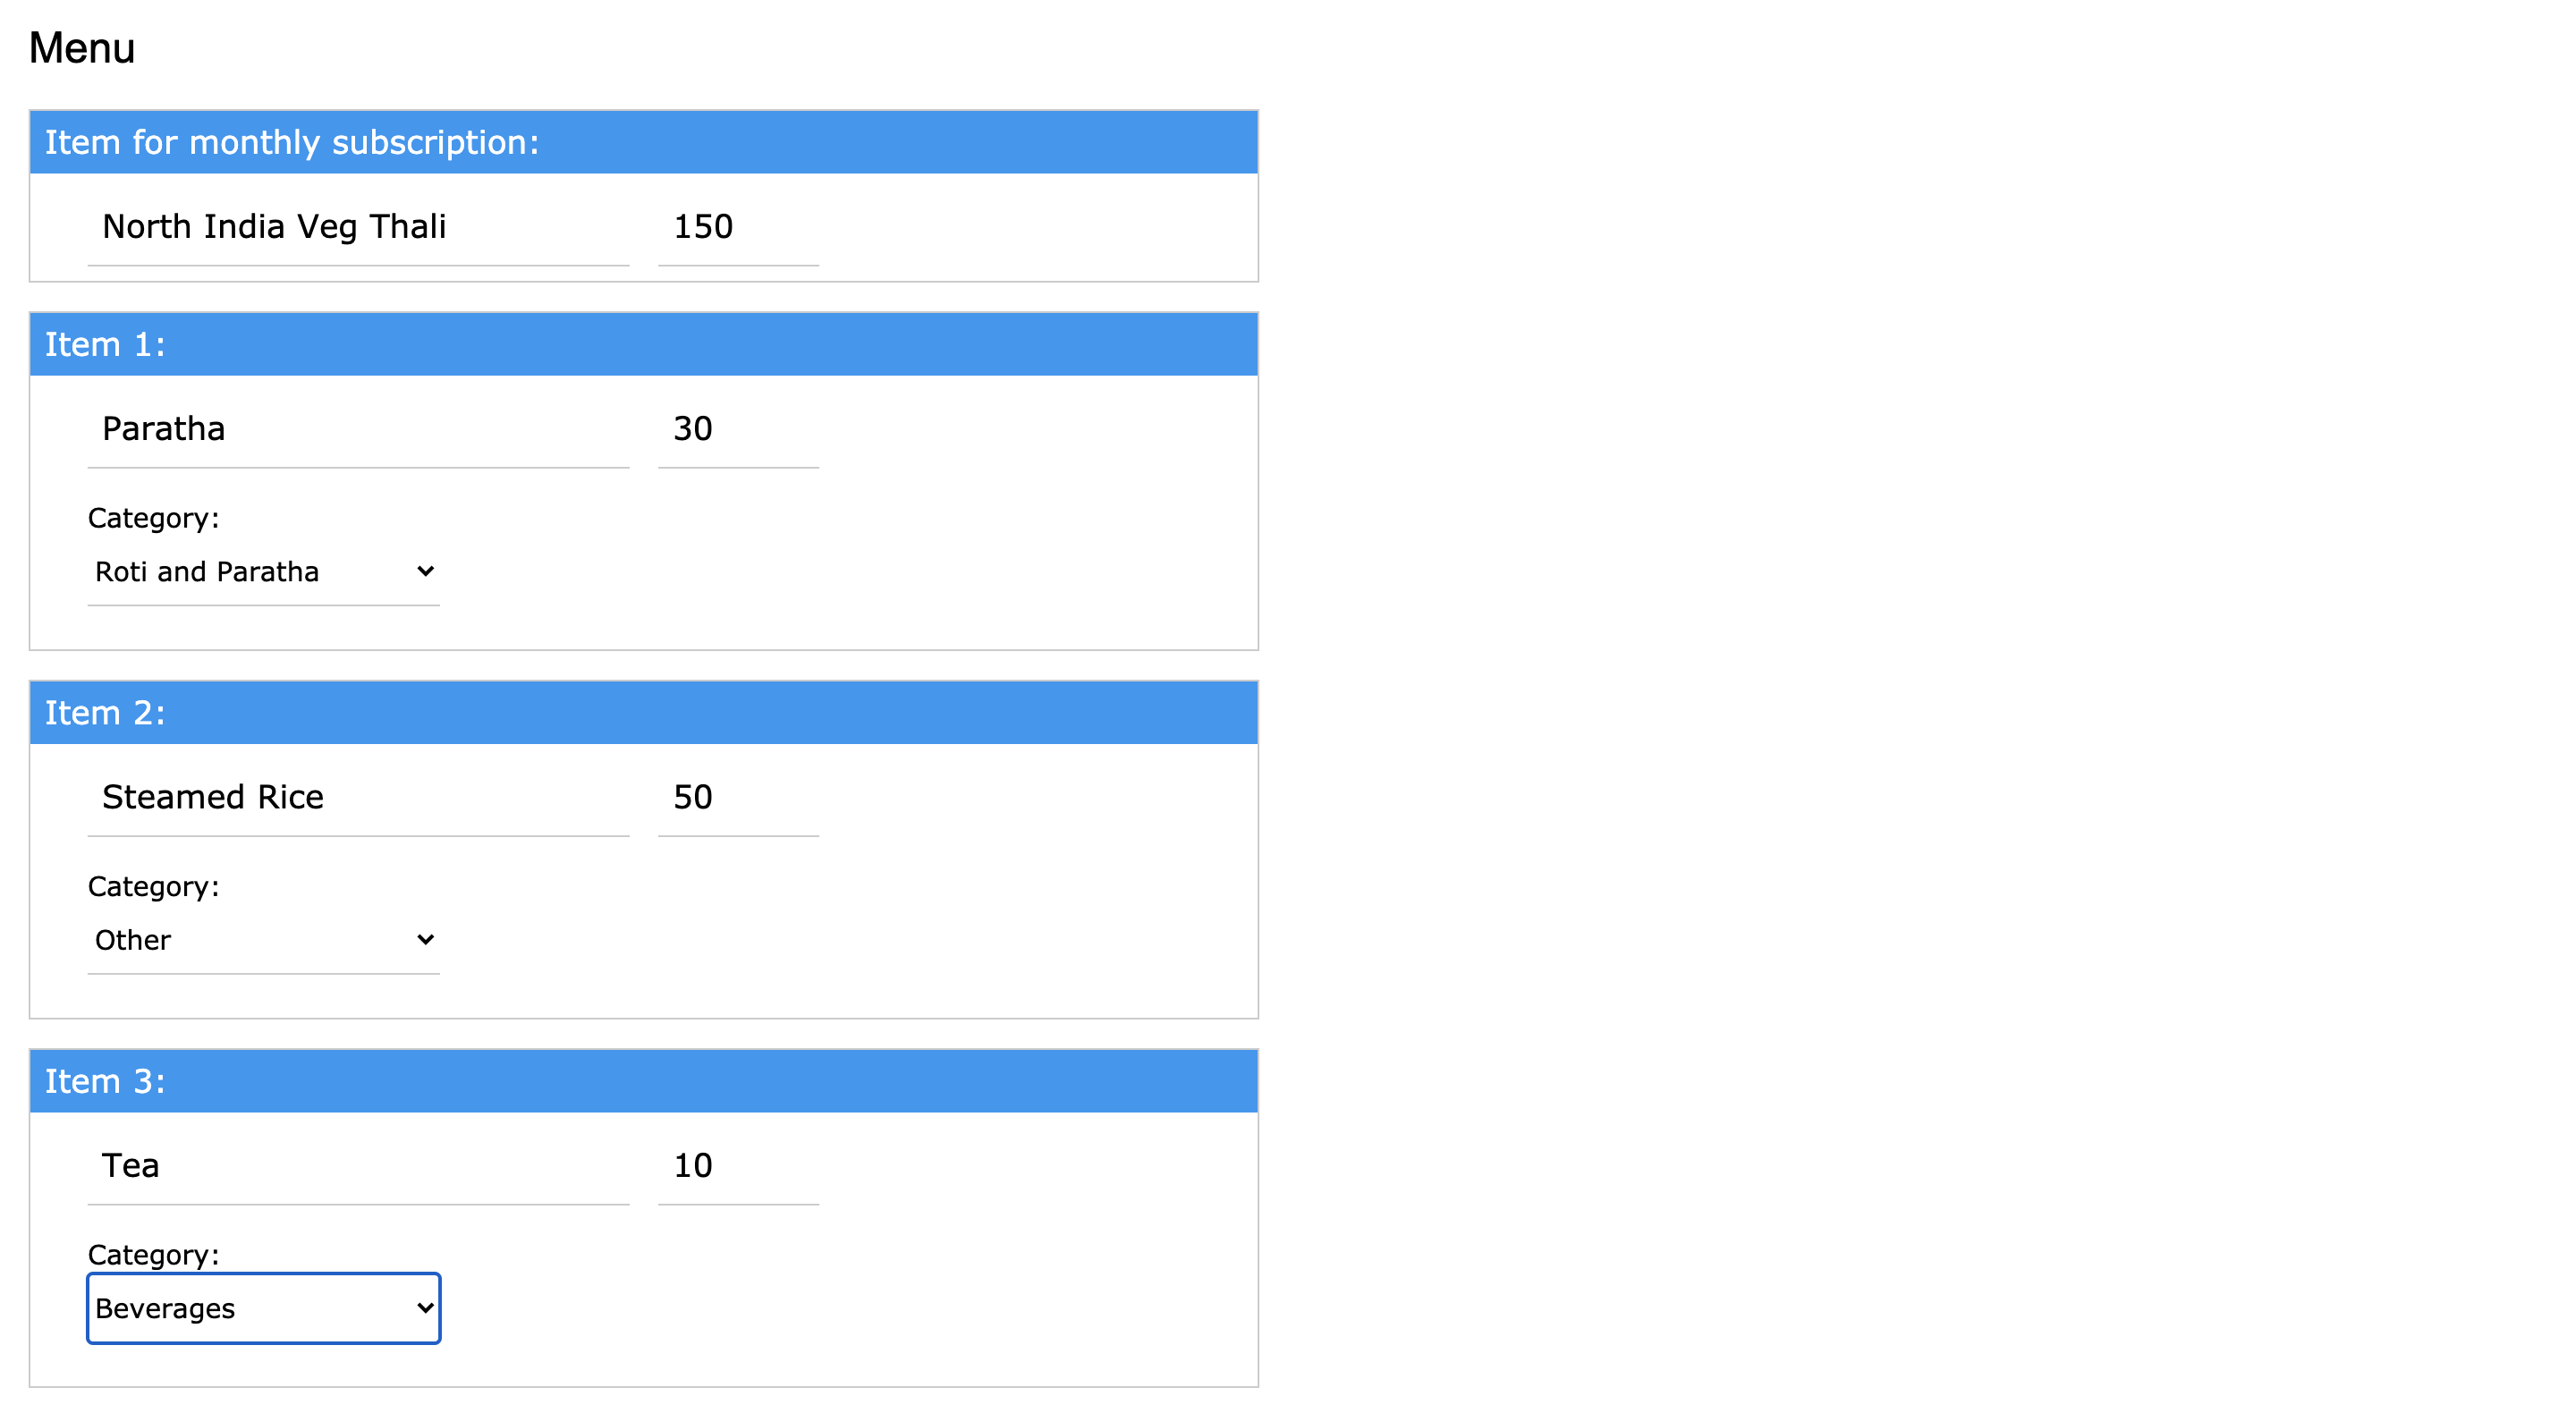 Menu
Item for monthly subscription:
North India Veg Thali 150
Item 1:
Paratha 30
Category:
Roti and Paratha
Item 2:
Steamed Rice 50
Category:
Other
Item 3:
Tea 10
Category:
Beverages